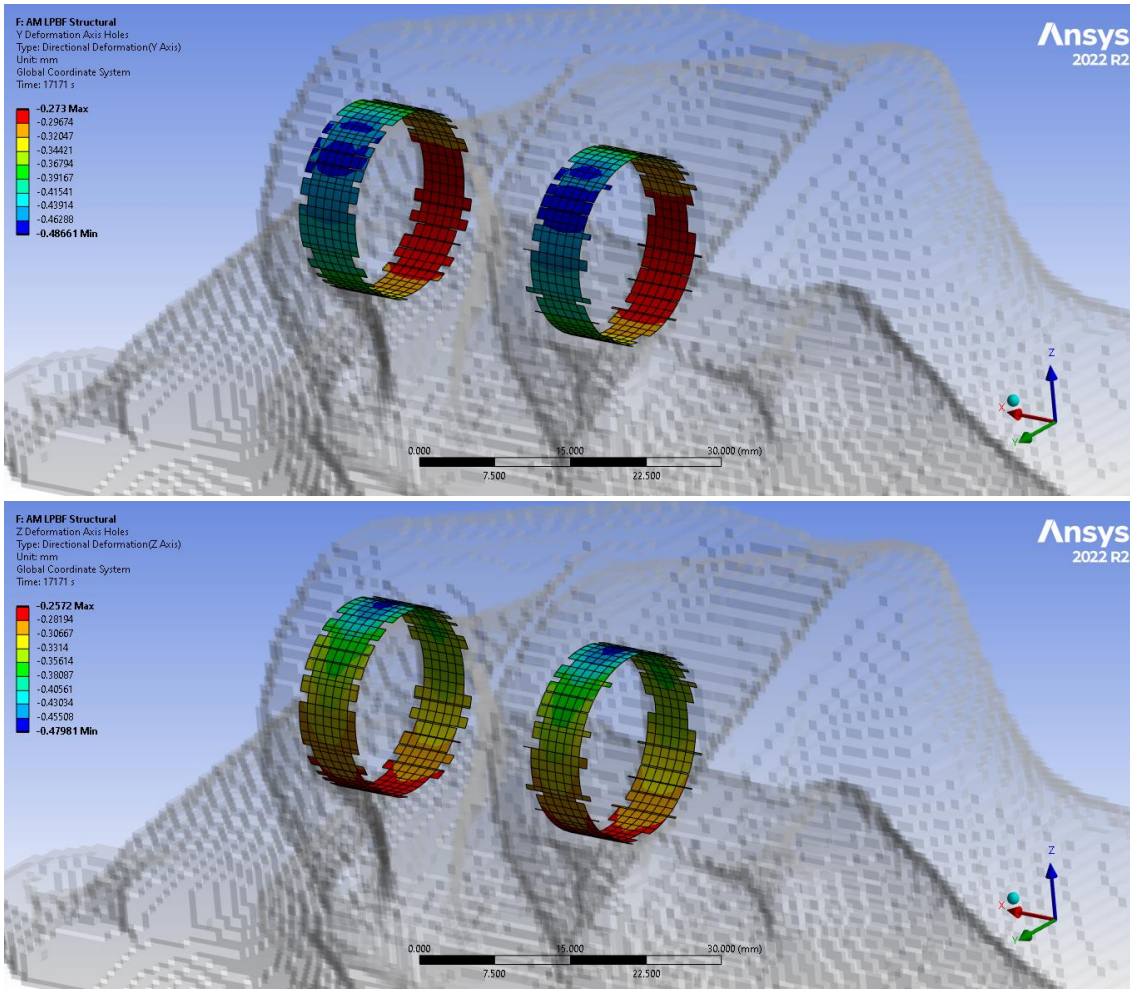 F: AM LPBF Structural
Y Deformation Axis Holes
Type: Directional Deformation(Y Axis)
Unit: mm
Global Coordinate System
Time: 17171 s
-0.273 Max
-0.29674
-0.32047
-0.34421
-0.36794
-0.39167
-0.41541
-0.43914
-0.46288
-0.48661 Min
Ansys
2022 R2
Z
X
Y
0.000 15.000 30.000 (mm)
7.500 22.500
F: AM LPBF Structural
Z Deformation Axis Holes
Type: Directional Deformation(Z Axis)
Unit: mm
Global Coordinate System
Time: 17171 s
-0.2572 Max
-0.28194
-0.30667
-0.3314
-0.35614
-0.38087
-0.40561
-0.43034
-0.45508
-0.47981 Min
Ansys
2022 R2
Z
X
Y
0.000 15.000 30.000 (mm)
7.500 22.500